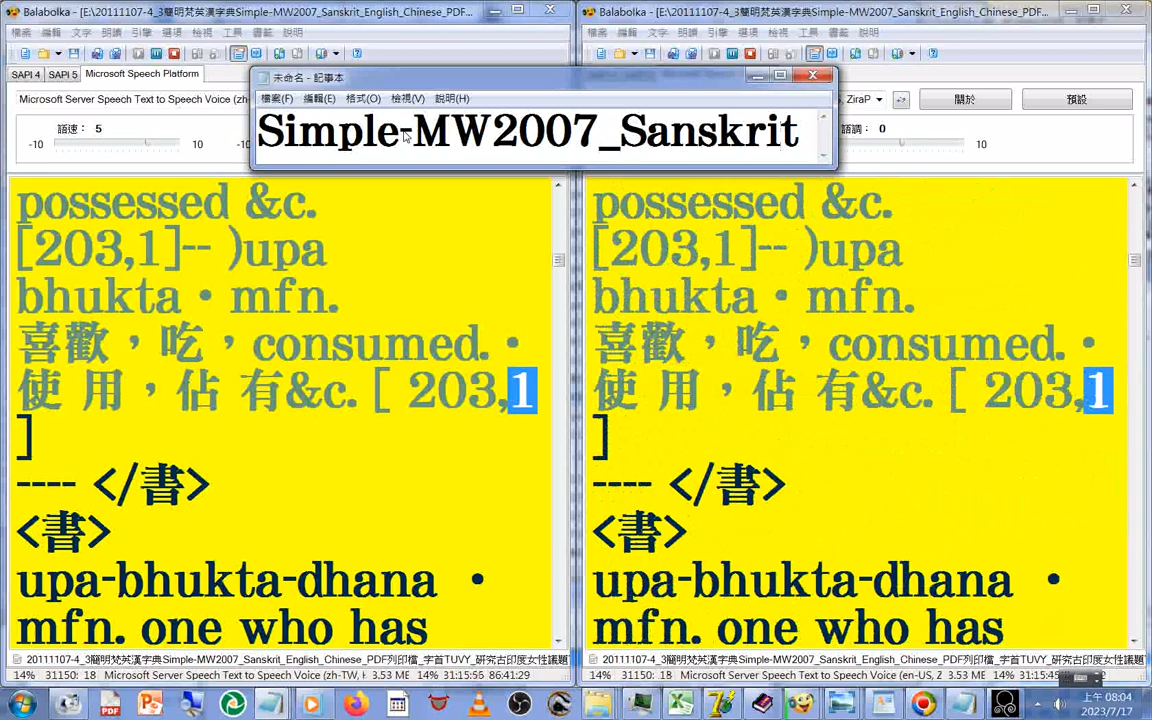 Balabolka - [E:\20111107-4_3簡明梵英漢字典Simple-MW2007_Sanskrit_English_Chinese_PDF...
檔案 編輯 文字 朗讀 引擎 選項 檢視 工具 書籤 說明
SAPI 4 SAPI 5 Microsoft Speech Platform
Microsoft Server Speech Text to Speech Voice (zh-
語速： 5
-10 10 -10
possessed &c.
[203,1]-- )upa
bhukta • mfn.
喜歡，吃，consumed. •
使 用，佔 有&c. [ 203,1
]
---- </書>
<書>
upa-bhukta-dhana •
mfn. one who has
20111107-4_3簡明梵英漢字典Simple-MW2007_Sanskrit_English_Chinese_PDF列印檔_字首TUVY_研究古印度女性議題
14% 31150: 18 Microsoft Speech Text to Speech Voice (zh-TW, H 3.53 MB 31:15:55 86:41:29
未命名 - 記事本
檔案(F) 編輯(E) 格式(O) 檢視(V) 說明(H)
Simple-MW2007_Sanskrit
Balabolka - [E:\20111107-4_3簡明梵英漢字典Simple-MW2007_Sanskrit_English_Chinese_PDF...
檔案 編輯 文字 朗讀 引擎 選項 檢視 工具 書籤 說明
, ZiraP 關於 預設
語調： 0
10
possessed &c.
[203,1]-- )upa
bhukta • mfn.
喜歡，吃，consumed. •
使 用，佔 有&c. [ 203,1
]
---- </書>
<書>
upa-bhukta-dhana •
mfn. one who has
20111107-4_3簡明梵英漢字典Simple-MW2007_Sanskrit_English_Chinese_PDF列印檔_字首TUVY_研究古印度女性議題
14% 31150: 18 Microsoft Speech Text to Speech Voice (en-US, Z 3.53 MB
上午 08:04
2023/7/17